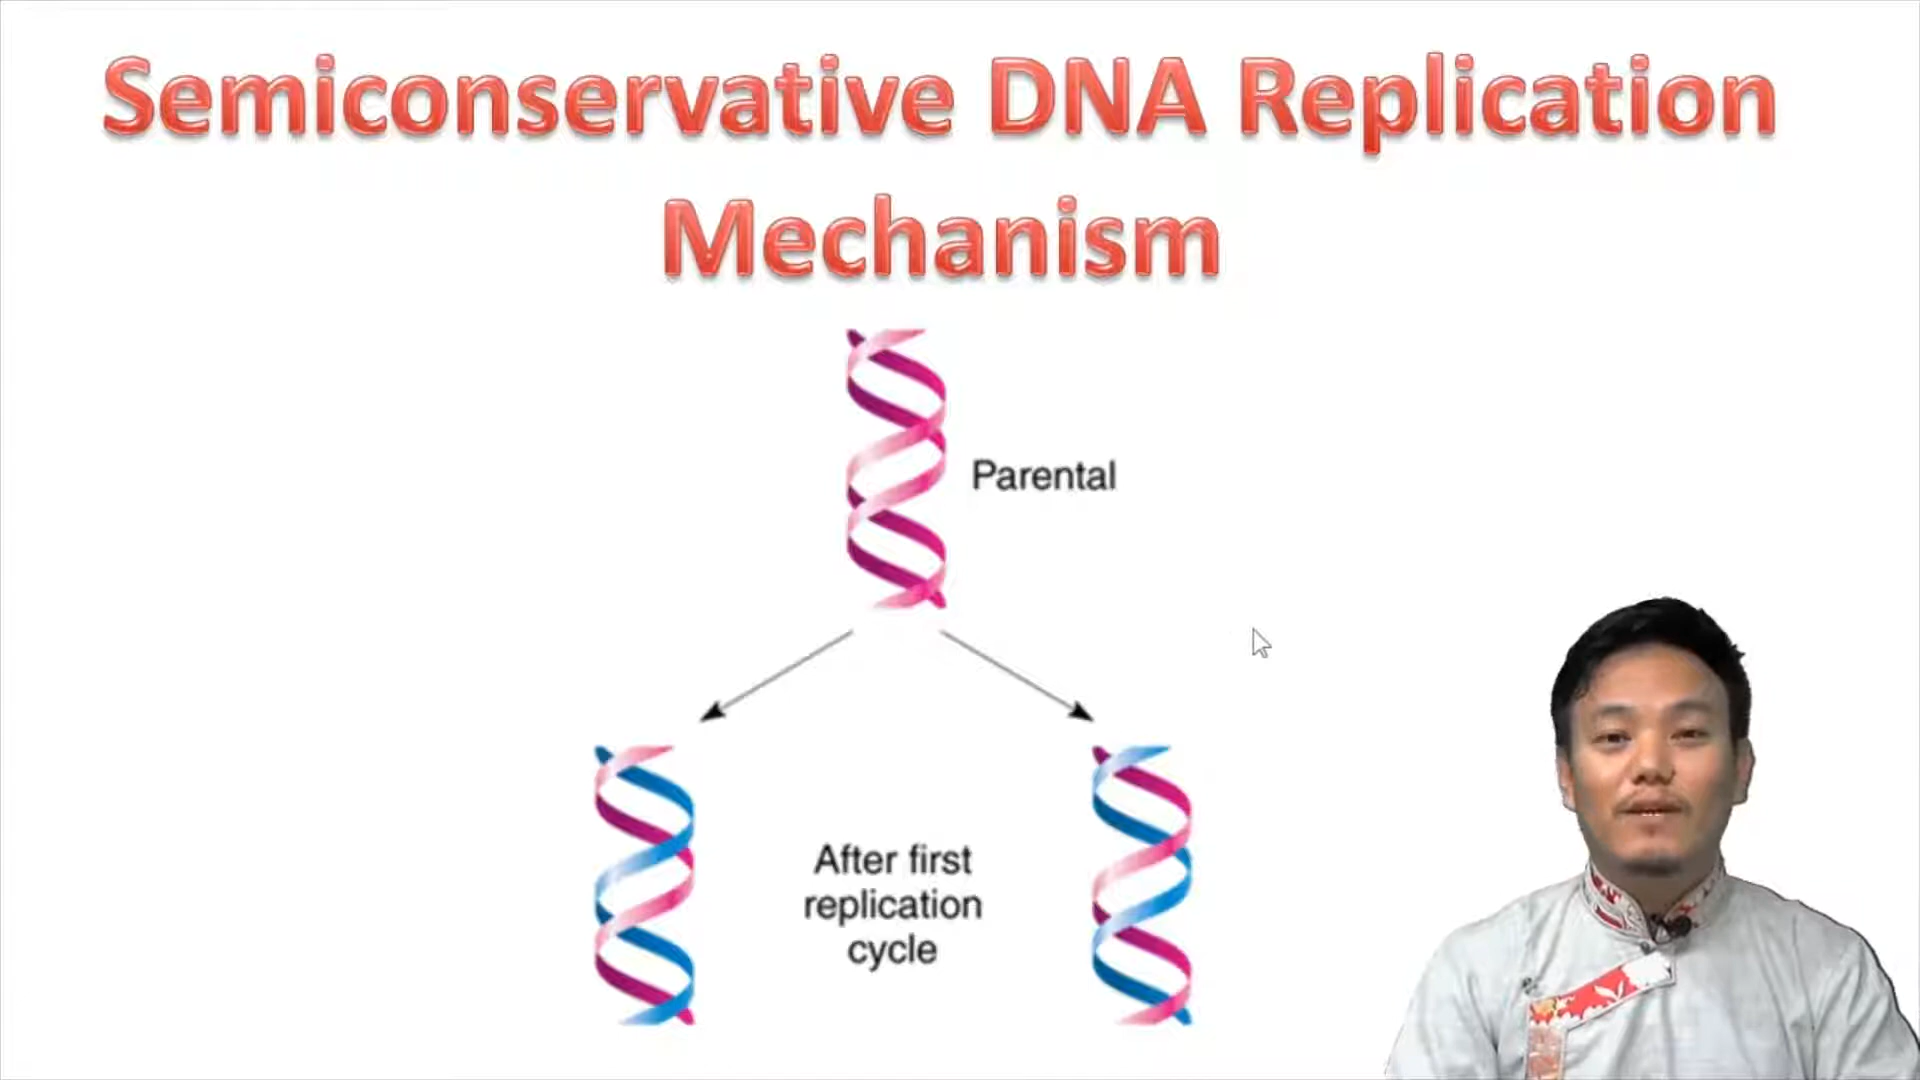 Semiconservative DNA Replication
Mechanism
Parental
After first
replication
cycle